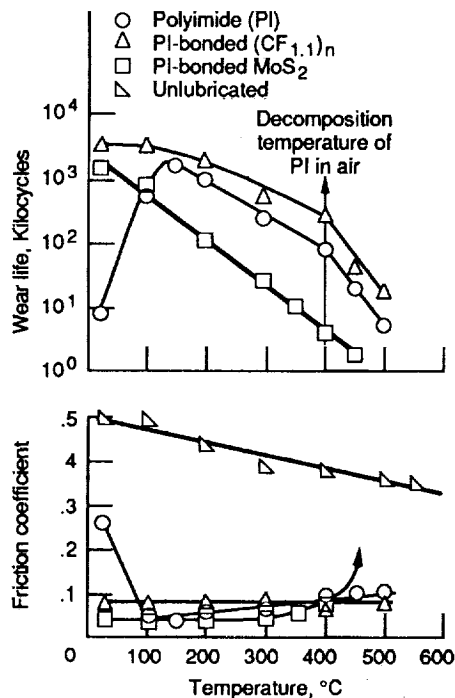 Polyimide (PI)
PI-bonded (CF1.1)n
PI-bonded MoS2
Unlubricated
Decomposition
temperature of
PI in air
Wear life, Kilocycles
10^4
10^3
10^2
10^1
10^0
Friction coefficient
.5
.4
.3
.2
.1
0 100 200 300 400 500 600
Temperature, °C